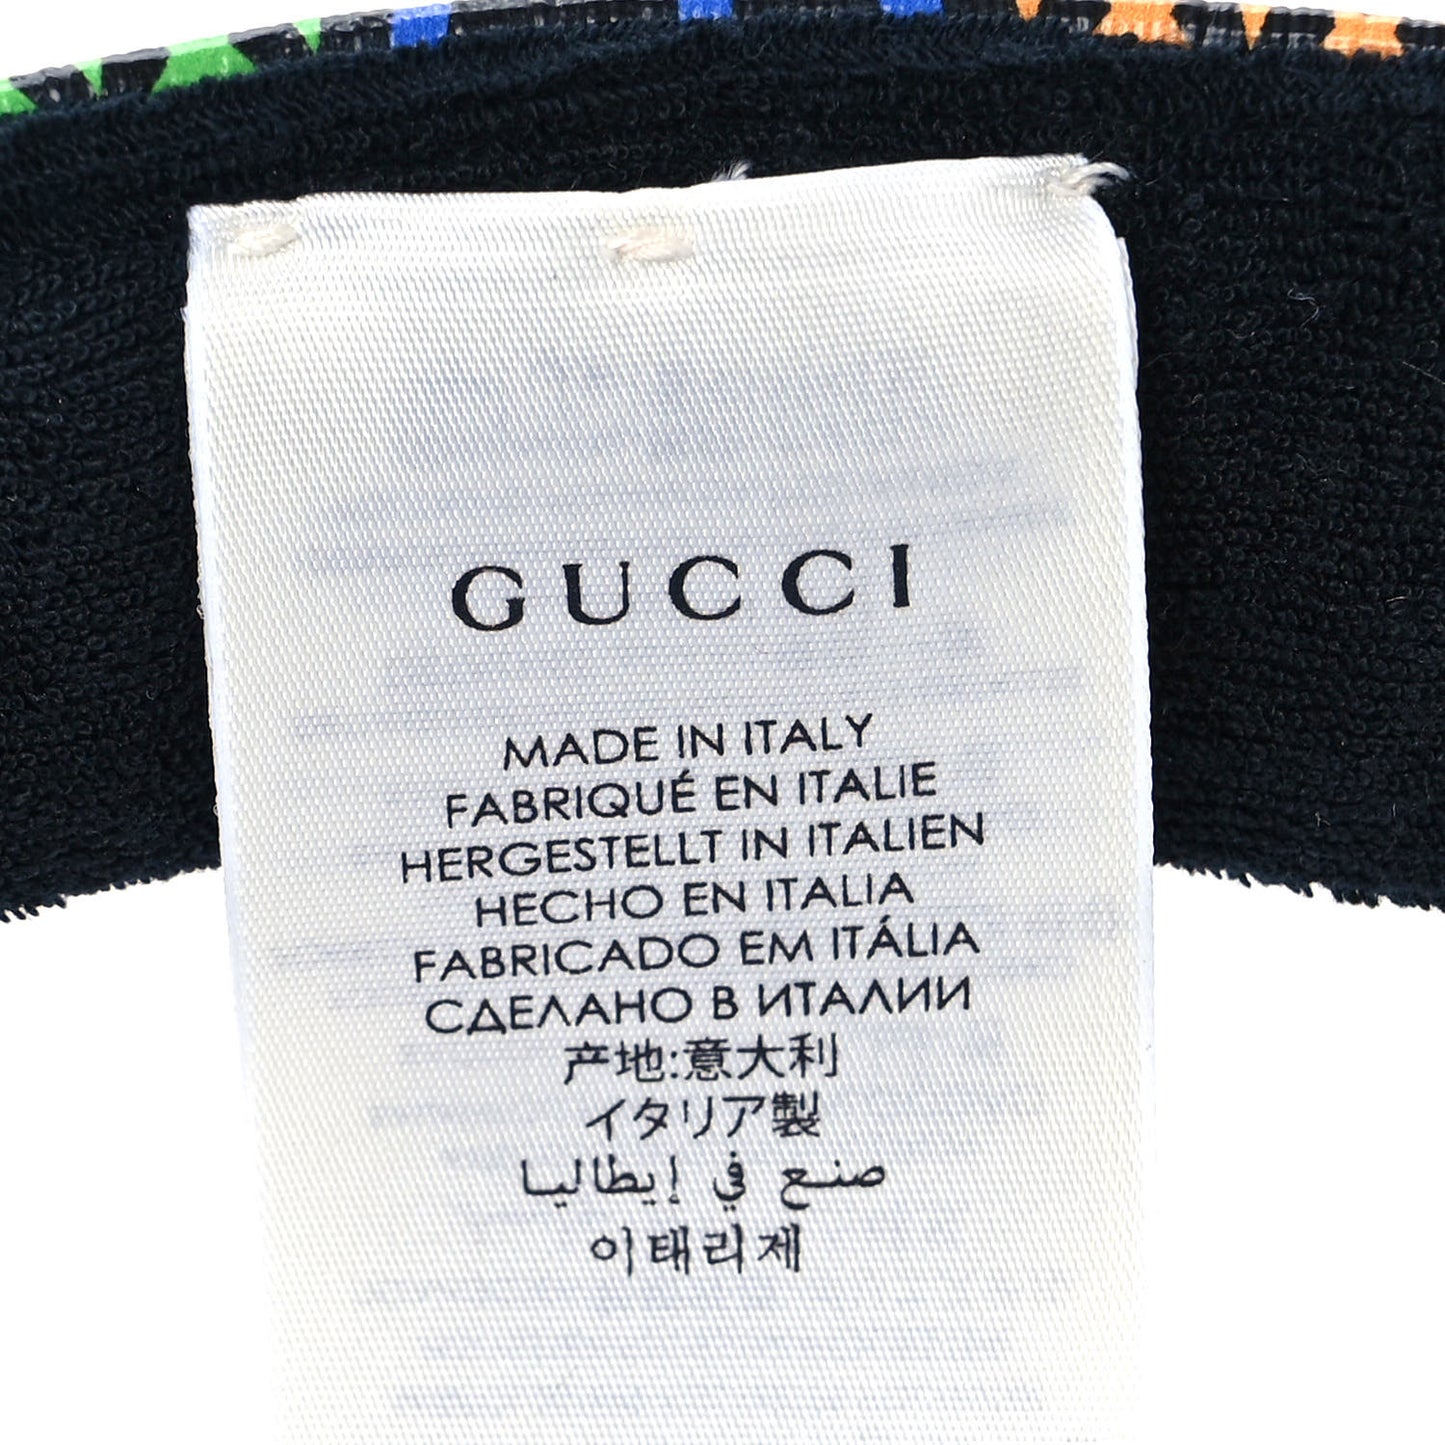 GUCCI
MADE IN ITALY
FABRIQUÉ EN ITALIE
HERGESTELLT IN ITALIEN
HECHO EN ITALIA
FABRICADO EM ITÁLIA
СДЕЛАНО В ИТАЛИИ
产地:意大利
イタリア製
صنع في إيطاليا
이태리제